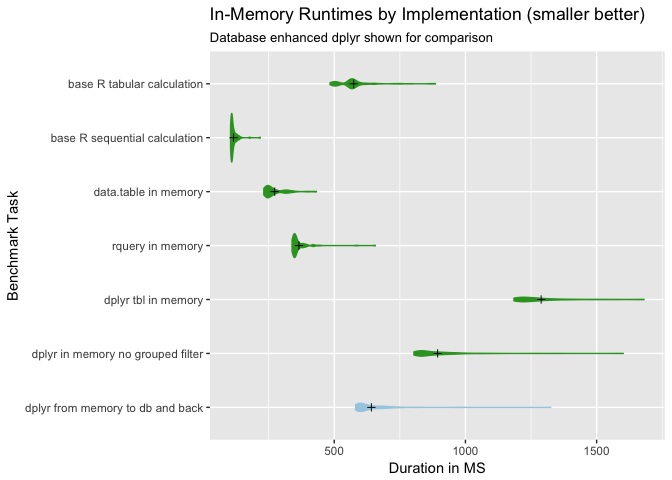 In-Memory Runtimes by Implementation (smaller better)
Database enhanced dplyr shown for comparison
Benchmark Task
base R tabular calculation
base R sequential calculation
data.table in memory
rquery in memory
dplyr tbl in memory
dplyr in memory no grouped filter
dplyr from memory to db and back
500 1000 1500
Duration in MS